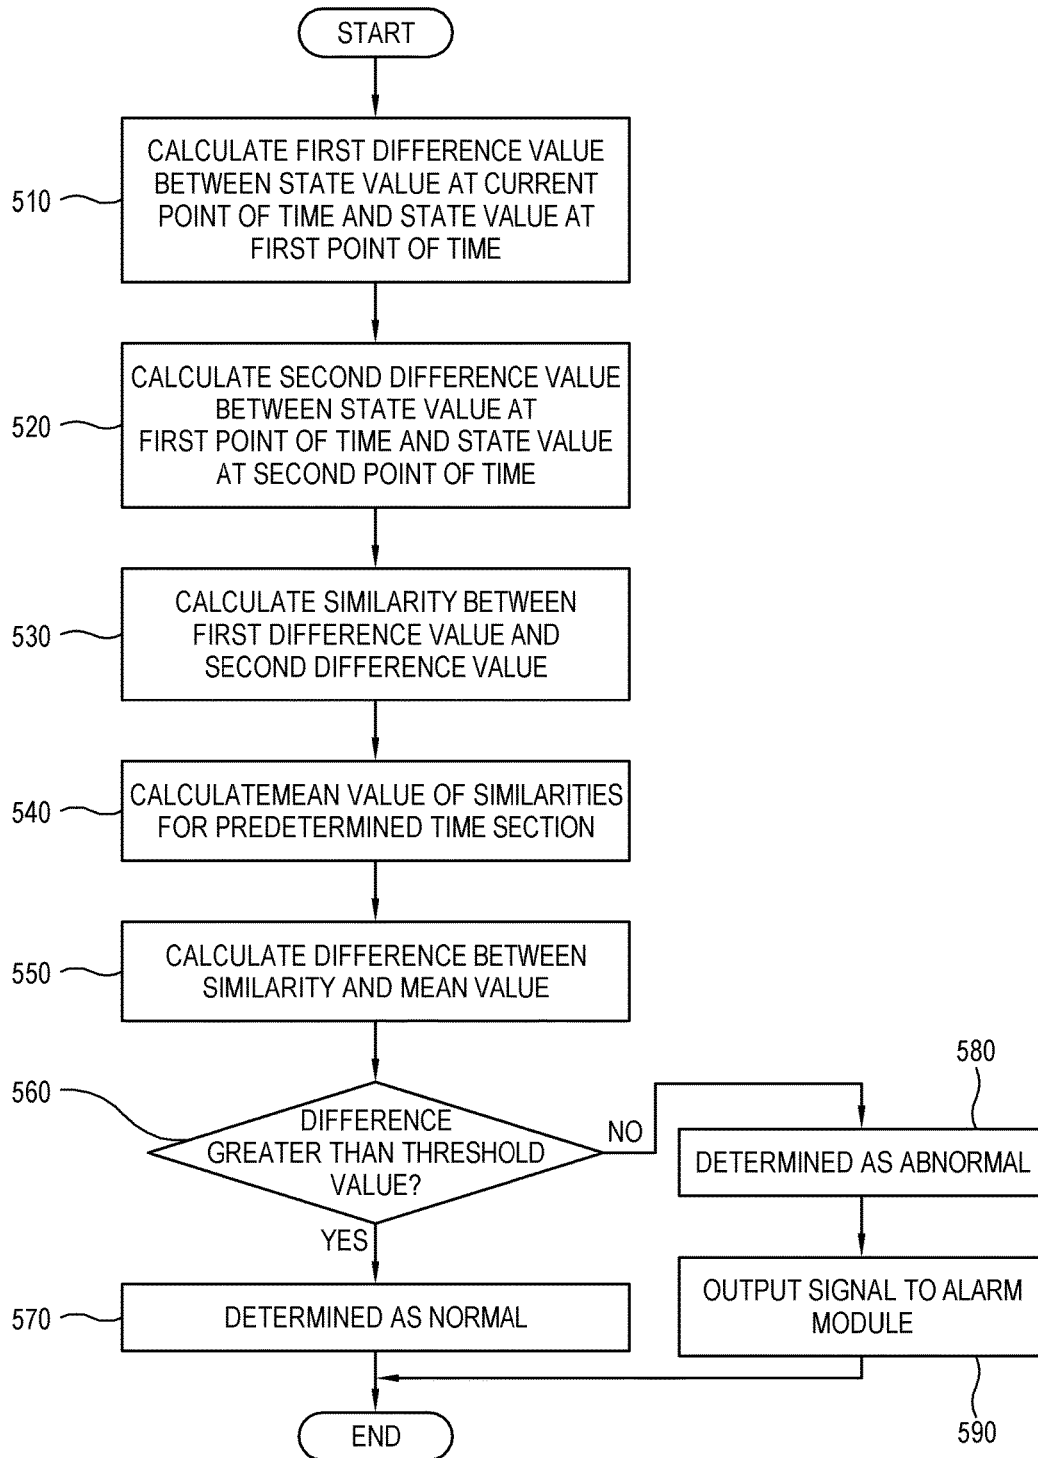 START
510
CALCULATE FIRST DIFFERENCE VALUE
BETWEEN STATE VALUE AT CURRENT
POINT OF TIME AND STATE VALUE AT
FIRST POINT OF TIME
520
CALCULATE SECOND DIFFERENCE VALUE
BETWEEN STATE VALUE AT
FIRST POINT OF TIME AND STATE VALUE
AT SECOND POINT OF TIME
530
CALCULATE SIMILARITY BETWEEN
FIRST DIFFERENCE VALUE AND
SECOND DIFFERENCE VALUE
540
CALCULATEMEAN VALUE OF SIMILARITIES
FOR PREDETERMINED TIME SECTION
550
CALCULATE DIFFERENCE BETWEEN
SIMILARITY AND MEAN VALUE
560
DIFFERENCE
GREATER THAN THRESHOLD
VALUE?
NO
YES
580
DETERMINED AS ABNORMAL
570
DETERMINED AS NORMAL
OUTPUT SIGNAL TO ALARM
MODULE
590
END